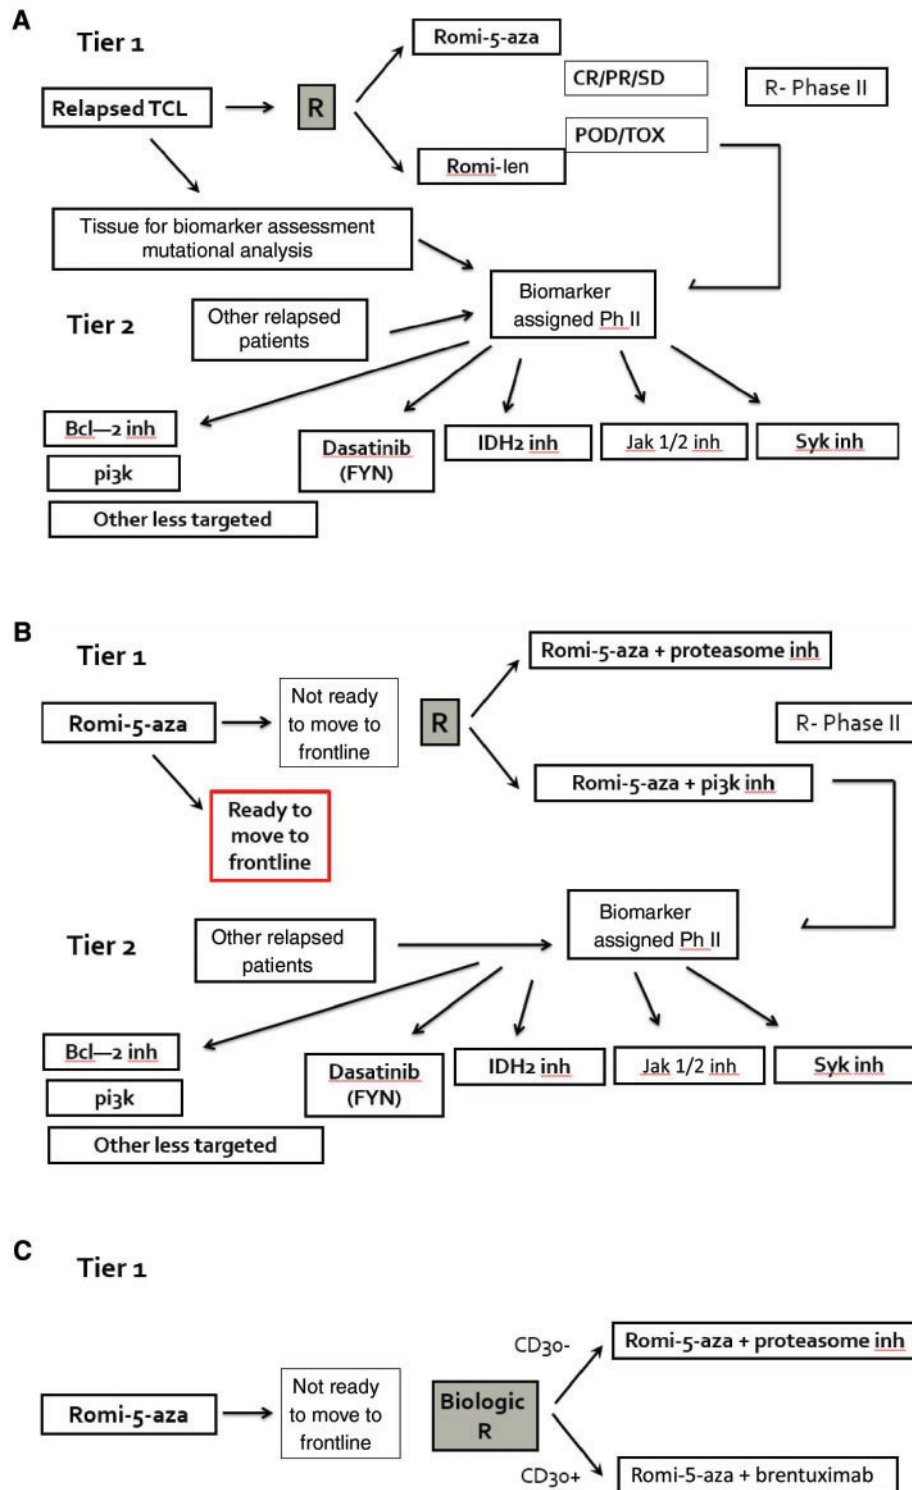 A
Tier 1
Romi-5-aza
CR/PR/SD
R- Phase II
Relapsed TCL
R
POD/TOX
Romi-len
Tissue for biomarker assessment
mutational analysis
Biomarker
assigned Ph II
Tier 2
Other relapsed
patients
Bcl—2 inh
pi3k
Other less targeted
Dasatinib
(FYN)
IDH2 inh
Jak 1/2 inh
Syk inh
B
Tier 1
Romi-5-aza + proteasome inh
Romi-5-aza
Not ready
to move to
frontline
R
R- Phase II
Romi-5-aza + pi3k inh
Ready to
move to
frontline
Tier 2
Other relapsed
patients
Biomarker
assigned Ph II
Bcl—2 inh
pi3k
Other less targeted
Dasatinib
(FYN)
IDH2 inh
Jak 1/2 inh
Syk inh
C
Tier 1
CD30-
Romi-5-aza + proteasome inh
Romi-5-aza
Not ready
to move to
frontline
Biologic
R
CD30+
Romi-5-aza + brentuximab